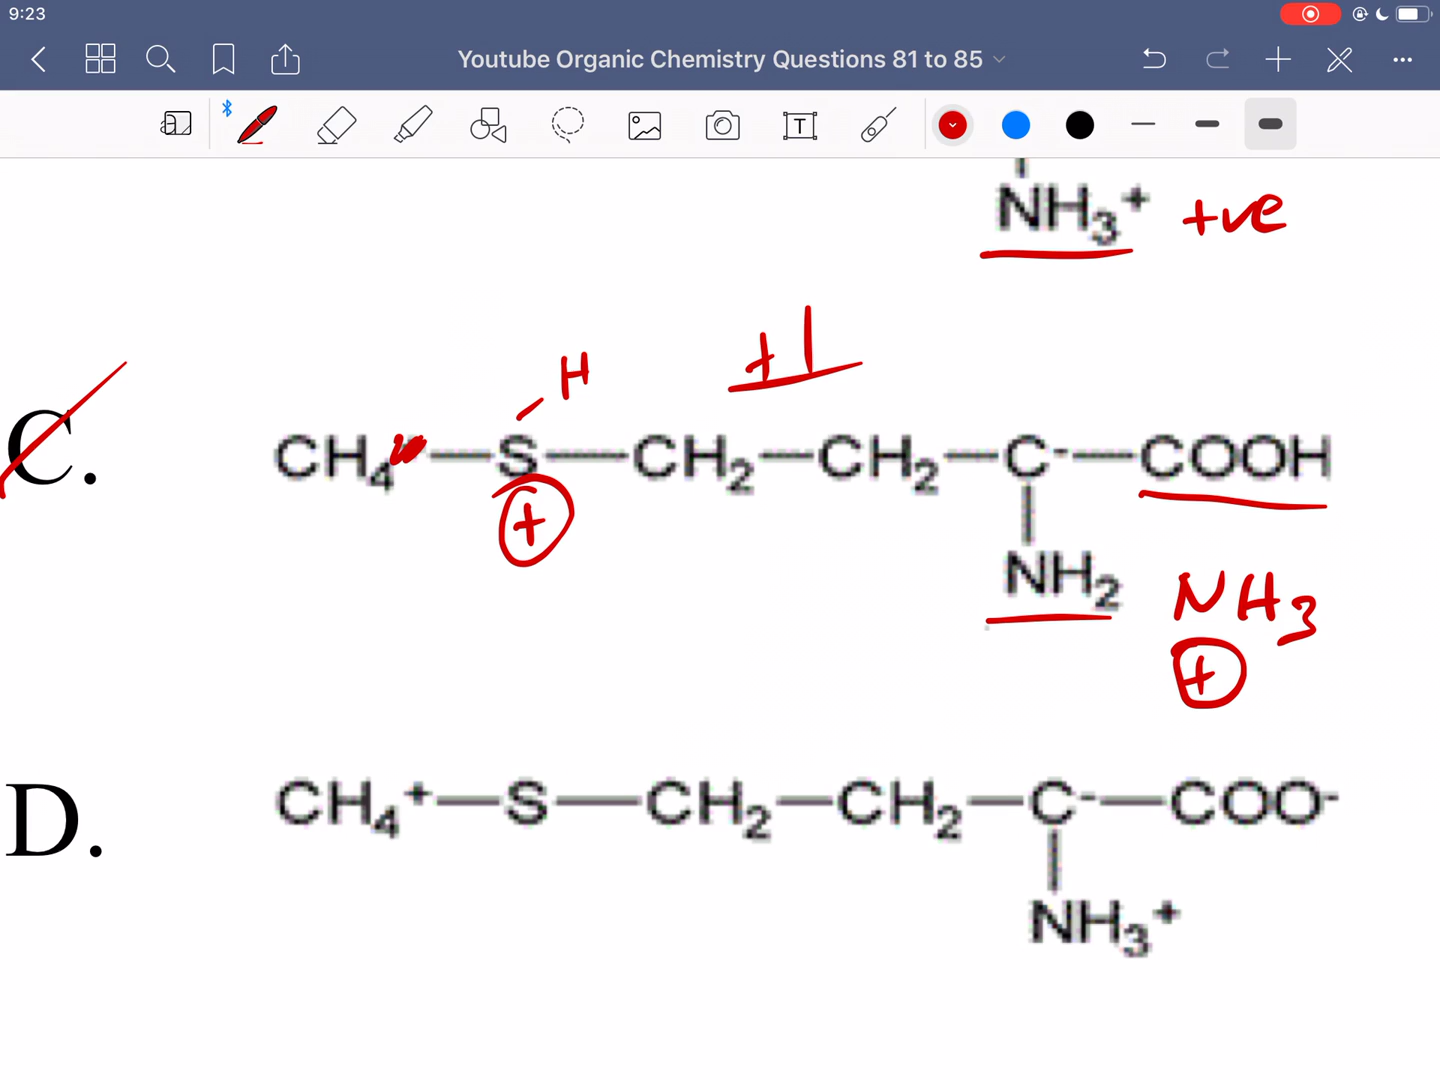 9:23
Youtube Organic Chemistry Questions 81 to 85
a
T
NH₃⁺ +ve
+1
H
C. CH₄—S—CH₂—CH₂—C⁻—COOH
+
NH₂ NH₃
+
D. CH₄⁺—S—CH₂—CH₂—C⁻—COO⁻
NH₃⁺